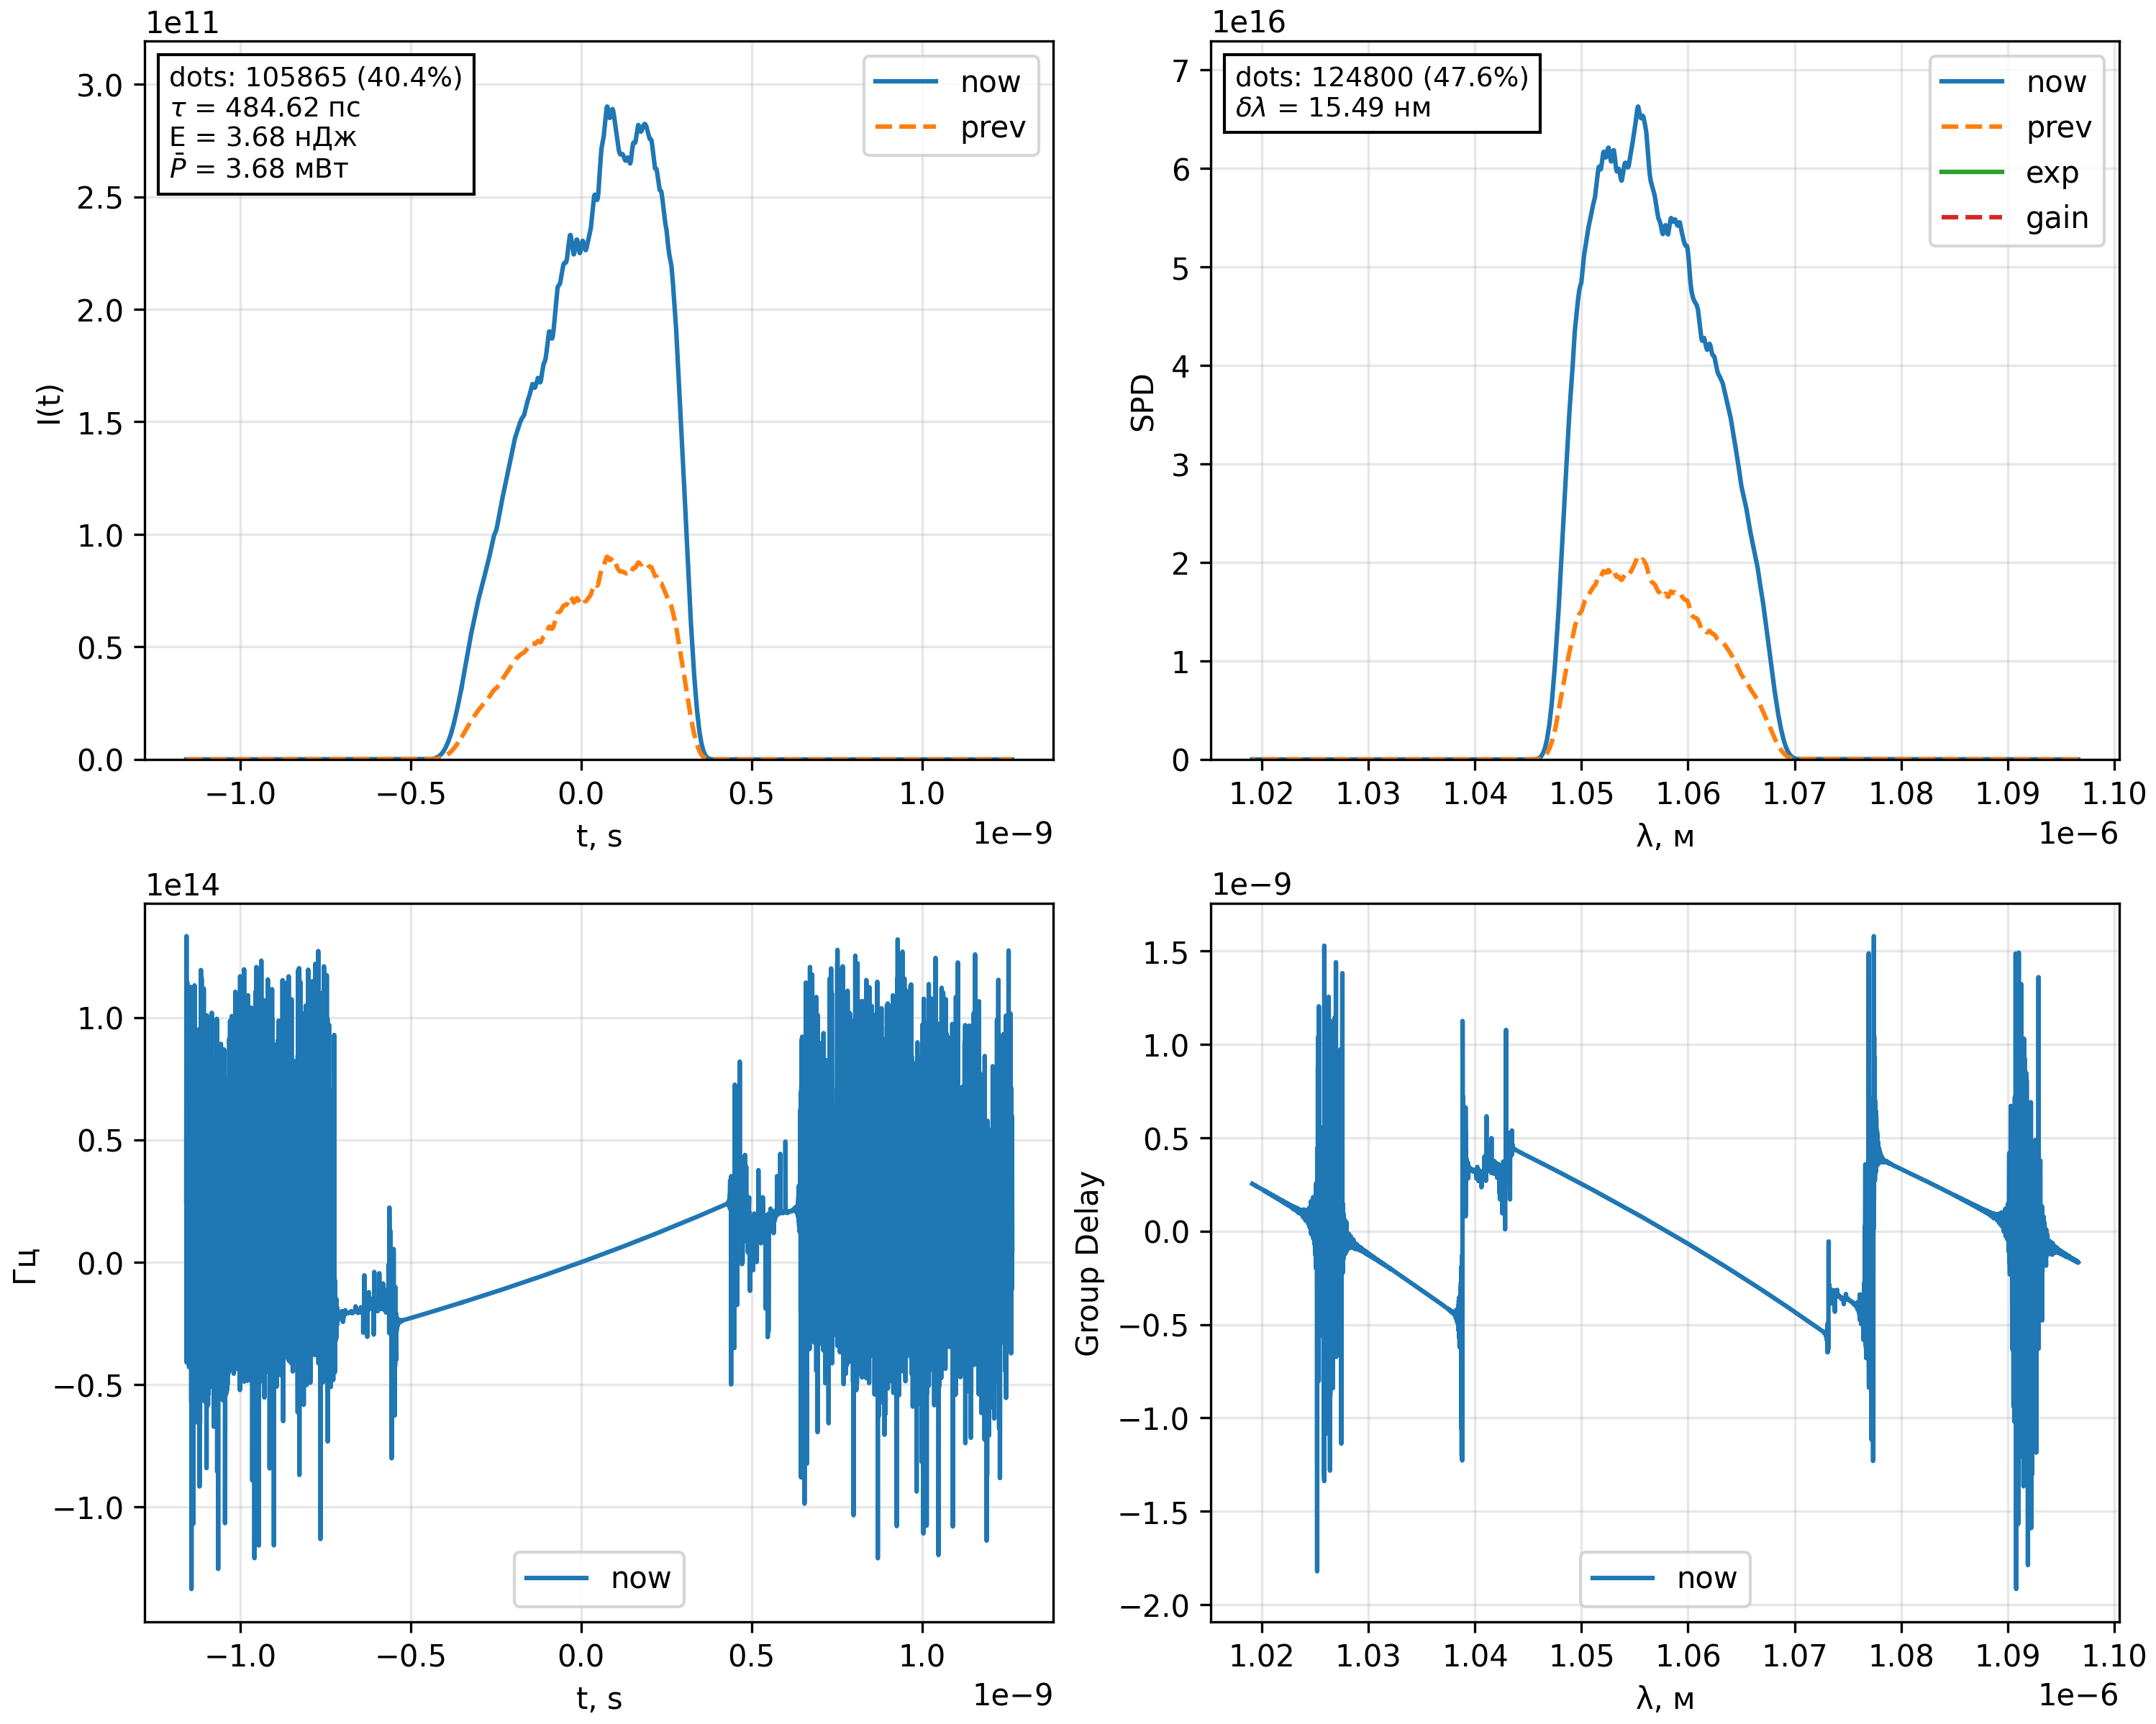 1e11
dots: 105865 (40.4%)
τ = 484.62 пс
E = 3.68 нДж
P̄ = 3.68 мВт
now
prev
3.0
2.5
2.0
1.5
1.0
0.5
0.0
I(t)
−1.0
−0.5
0.0
0.5
1.0
t, s
1e−9
1e16
dots: 124800 (47.6%)
δλ = 15.49 нм
now
prev
exp
gain
7
6
5
4
3
2
1
0
SPD
1.02
1.03
1.04
1.05
1.06
1.07
1.08
1.09
1.10
λ, м
1e−6
1e14
1.0
0.5
0.0
−0.5
−1.0
Гц
now
−1.0
−0.5
0.0
0.5
1.0
t, s
1e−9
1e−9
1.5
1.0
0.5
0.0
−0.5
−1.0
−1.5
−2.0
Group Delay
now
1.02
1.03
1.04
1.05
1.06
1.07
1.08
1.09
1.10
λ, м
1e−6